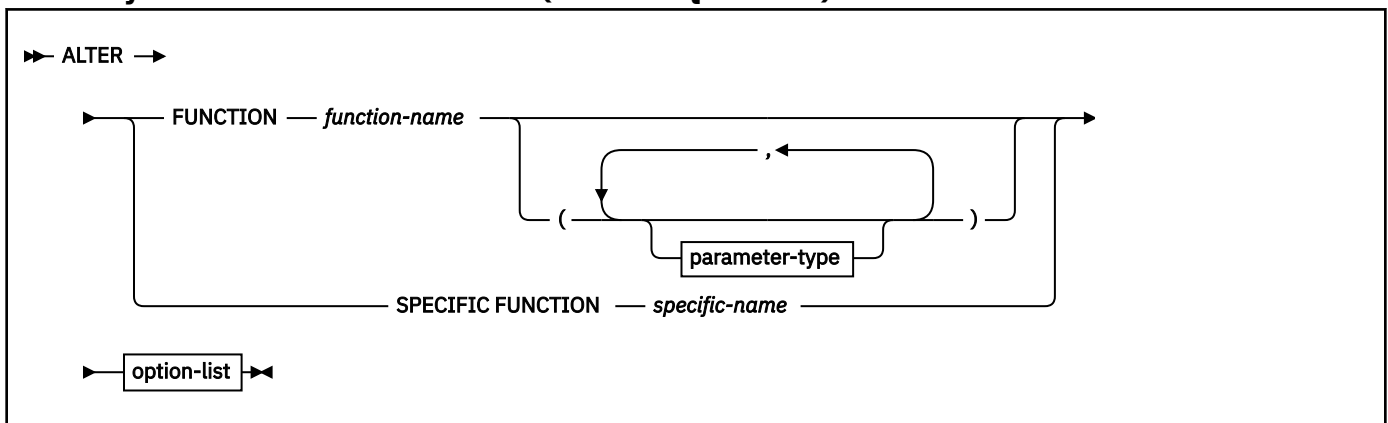 ALTER
FUNCTION function-name
,
( )
parameter-type
SPECIFIC FUNCTION specific-name
option-list